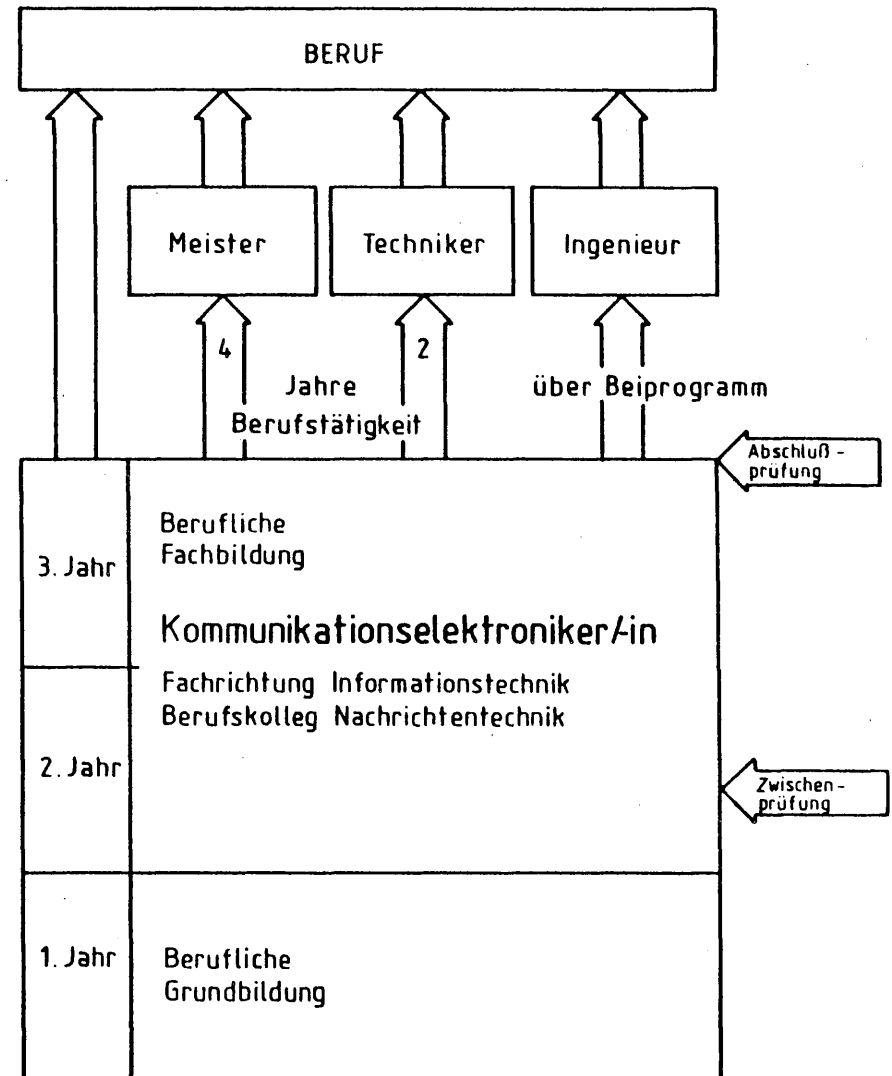 BERUF
Meister
Techniker
Ingenieur
4
2
Jahre
Berufstätigkeit
über Beiprogramm
Abschluß-
prüfung
3. Jahr
Berufliche
Fachbildung
Kommunikationselektroniker/-in
Fachrichtung Informationstechnik
Berufskolleg Nachrichtentechnik
2. Jahr
Zwischen-
prüfung
1. Jahr
Berufliche
Grundbildung